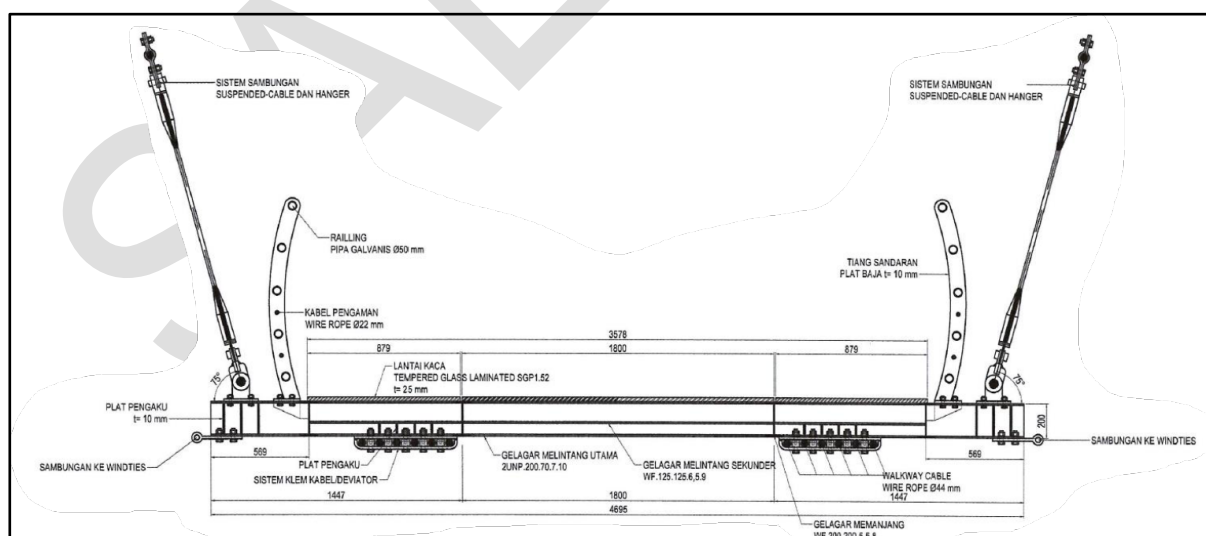 SISTEM SAMBUNGAN
SUSPENDED-CABLE DAN HANGER
SISTEM SAMBUNGAN
SUSPENDED-CABLE DAN HANGER
RAILLING
PIPA GALVANIS Ø50 mm
TIANG SANDARAN
PLAT BAJA t= 10 mm
KABEL PENGAMAN
WIRE ROPE Ø22 mm
3578
879 1800 879
LANTAI KACA
TEMPERED GLASS LAMINATED SGP1.52
t= 25 mm
75°
75°
PLAT PENGAKU
t= 10 mm
200
SAMBUNGAN KE WINDTIES
SAMBUNGAN KE WINDTIES
569
569
PLAT PENGAKU
SISTEM KLEM KABEL/DEVIATOR
GELAGAR MELINTANG UTAMA
2UNP.200.70.7.10
GELAGAR MELINTANG SEKUNDER
WF.125.125.6,5.9
WALKWAY CABLE
WIRE ROPE Ø44 mm
1447 1800 1447
4695
GELAGAR MEMANJANG